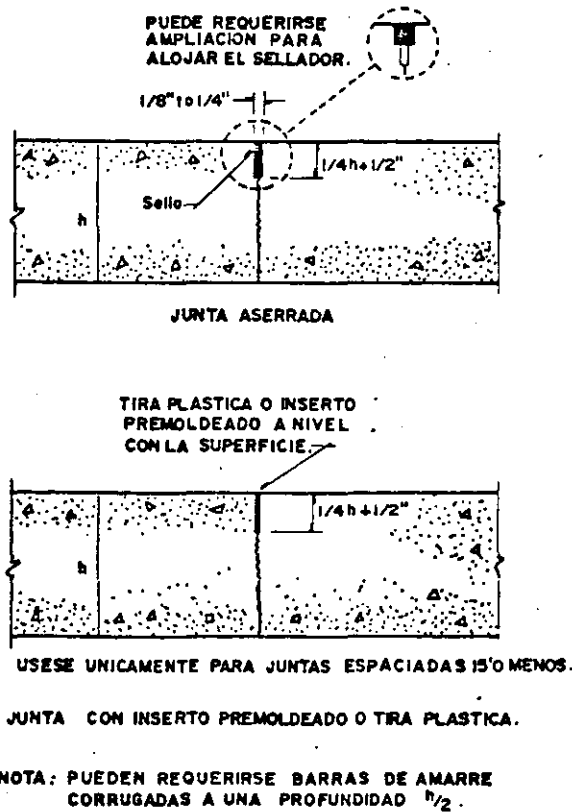 PUEDE REQUERIRSE
AMPLIACION PARA
ALOJAR EL SELLADOR.
1/8" to 1/4"
1/4h+1/2"
Sello
h
JUNTA ASERRADA
TIRA PLASTICA O INSERTO
PREMOLDEADO A NIVEL
CON LA SUPERFICIE.
1/4h+1/2"
h
USESE UNICAMENTE PARA JUNTAS ESPACIADAS 15'O MENOS.
JUNTA CON INSERTO PREMOLDEADO O TIRA PLASTICA.
NOTA: PUEDEN REQUERIRSE BARRAS DE AMARRE
CORRUGADAS A UNA PROFUNDIDAD h/2.